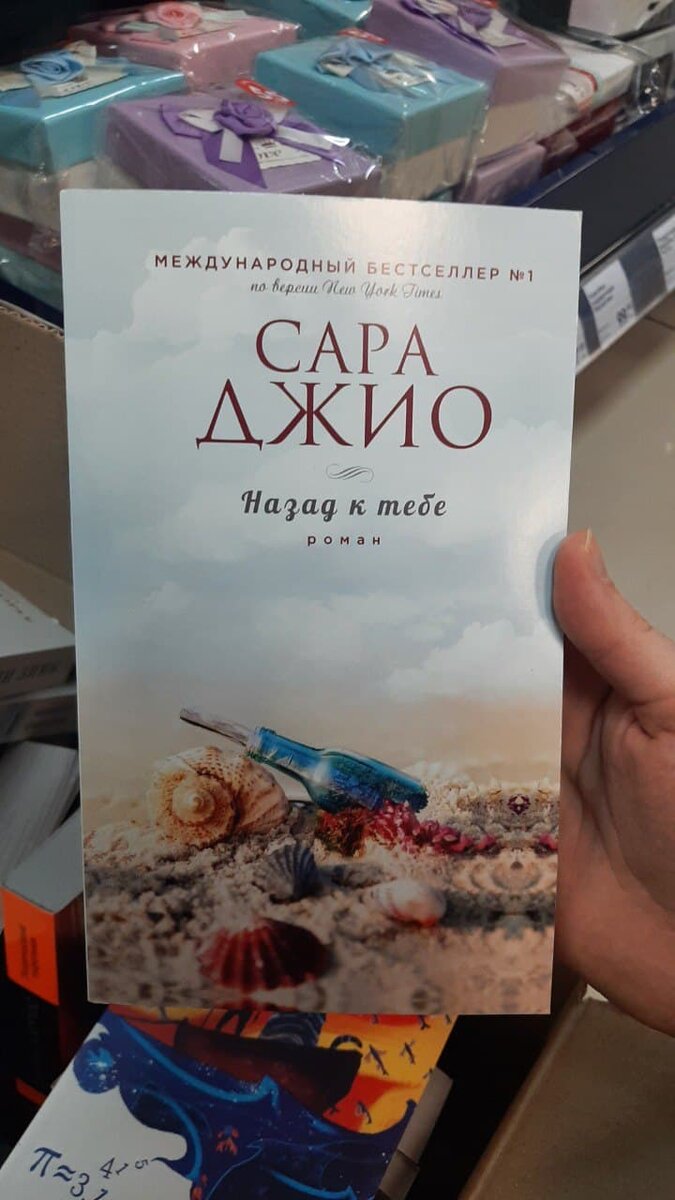 МЕЖДУНАРОДНЫЙ БЕСТСЕЛЛЕР №1
по версии New York Times
САРА
ДЖИО
Назад к тебе
роман